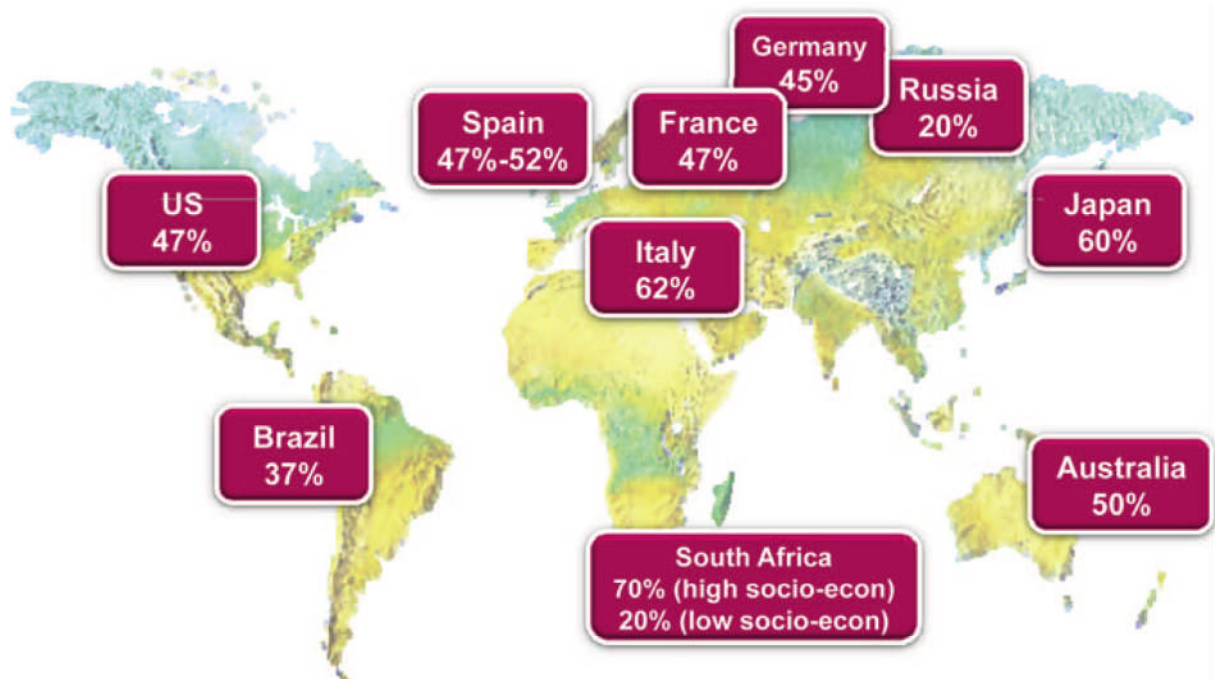 Germany
45%
Russia
20%
Spain
47%-52%
France
47%
US
47%
Japan
60%
Italy
62%
Brazil
37%
Australia
50%
South Africa
70% (high socio-econ)
20% (low socio-econ)